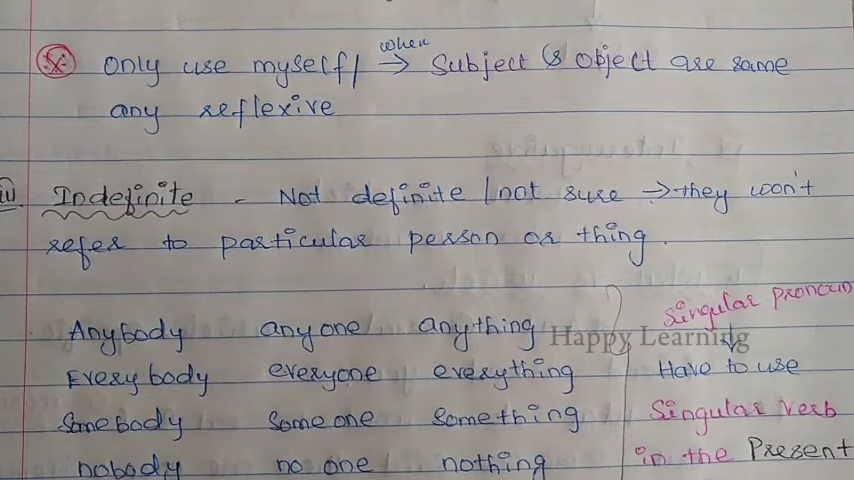 * Only use myself/ when → Subject & object are same
any reflexive
iv. Indefinite - Not definite / not sure → they won't
refer to particular person or thing.
Singular pronoun
Anybody anyone anything
Happy Learning
↓
Everybody everyone everything Have to use
Somebody Someone Something Singular verb
nobody no one nothing in the Present